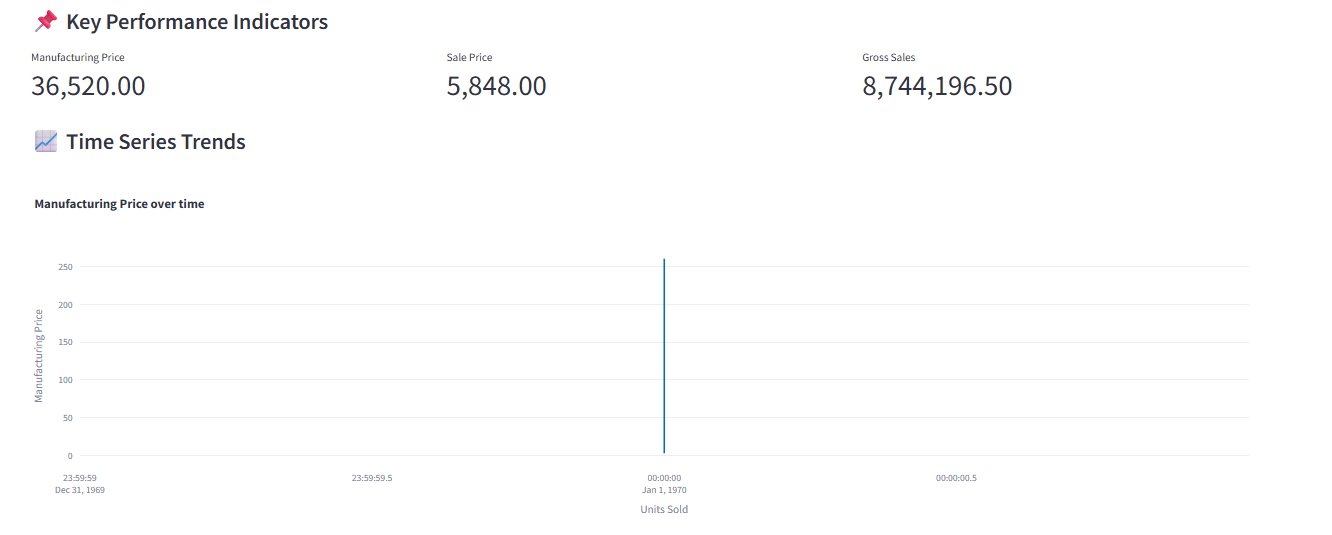 Key Performance Indicators
Manufacturing Price
Sale Price
Gross Sales
36,520.00
5,848.00
8,744,196.50
Time Series Trends
Manufacturing Price over time
Manufacturing Price
250
200
150
100
50
0
23:59:59
Dec 31, 1969
23:59:59.5
00:00:00
Jan 1, 1970
00:00:00.5
Units Sold